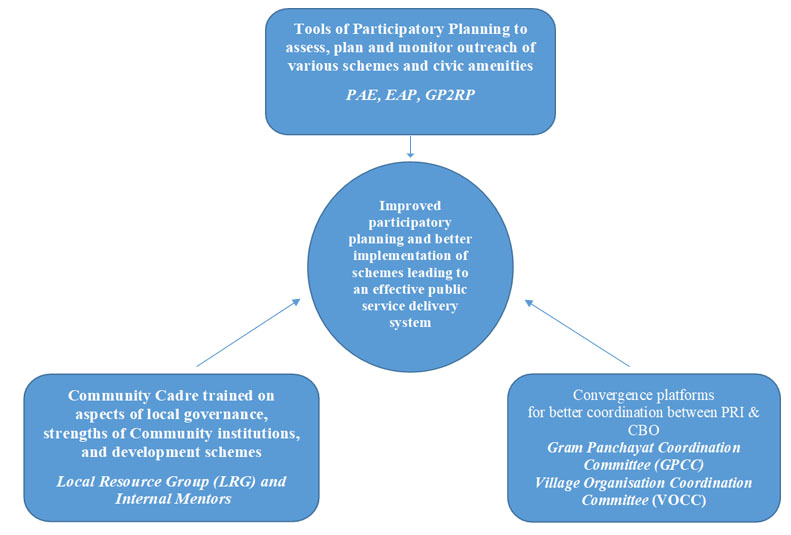 Tools of Participatory Planning to
assess, plan and monitor outreach of
various schemes and civic amenities
PAE, EAP, GP2RP
Improved
participatory
planning and better
implementation of
schemes leading to
an effective public
service delivery
system
Community Cadre trained on
aspects of local governance,
strengths of Community institutions,
and development schemes
Local Resource Group (LRG) and
Internal Mentors
Convergence platforms
for better coordination between PRI &
CBO
Gram Panchayat Coordination
Committee (GPCC)
Village Organisation Coordination
Committee (VOCC)